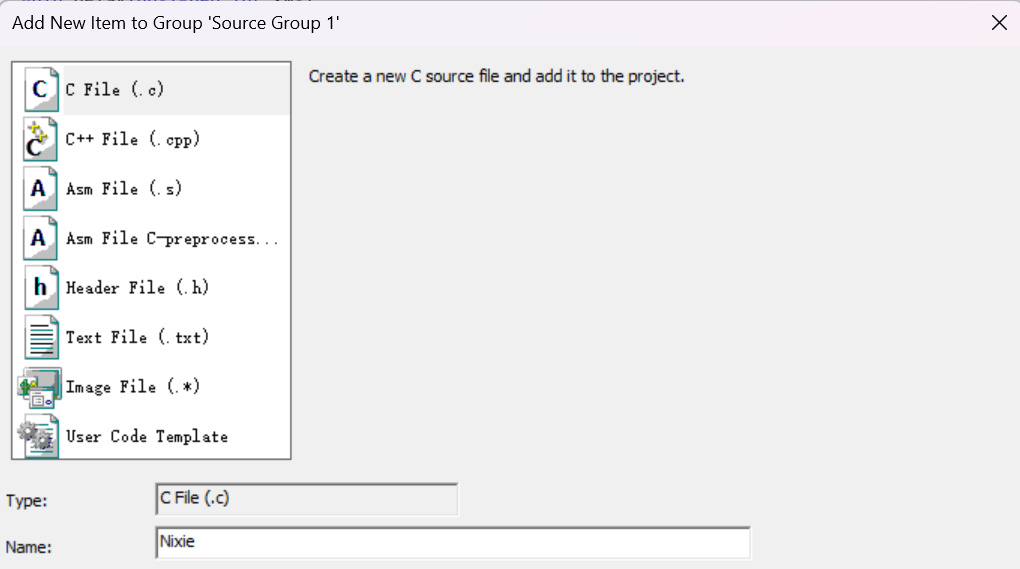 Add New Item to Group 'Source Group 1'
C File (.c)
Create a new C source file and add it to the project.
C++ File (.cpp)
Asm File (.s)
Asm File C-preprocess...
Header File (.h)
Text File (.txt)
Image File (.*)
User Code Template
Type:
C File (.c)
Name:
Nixie